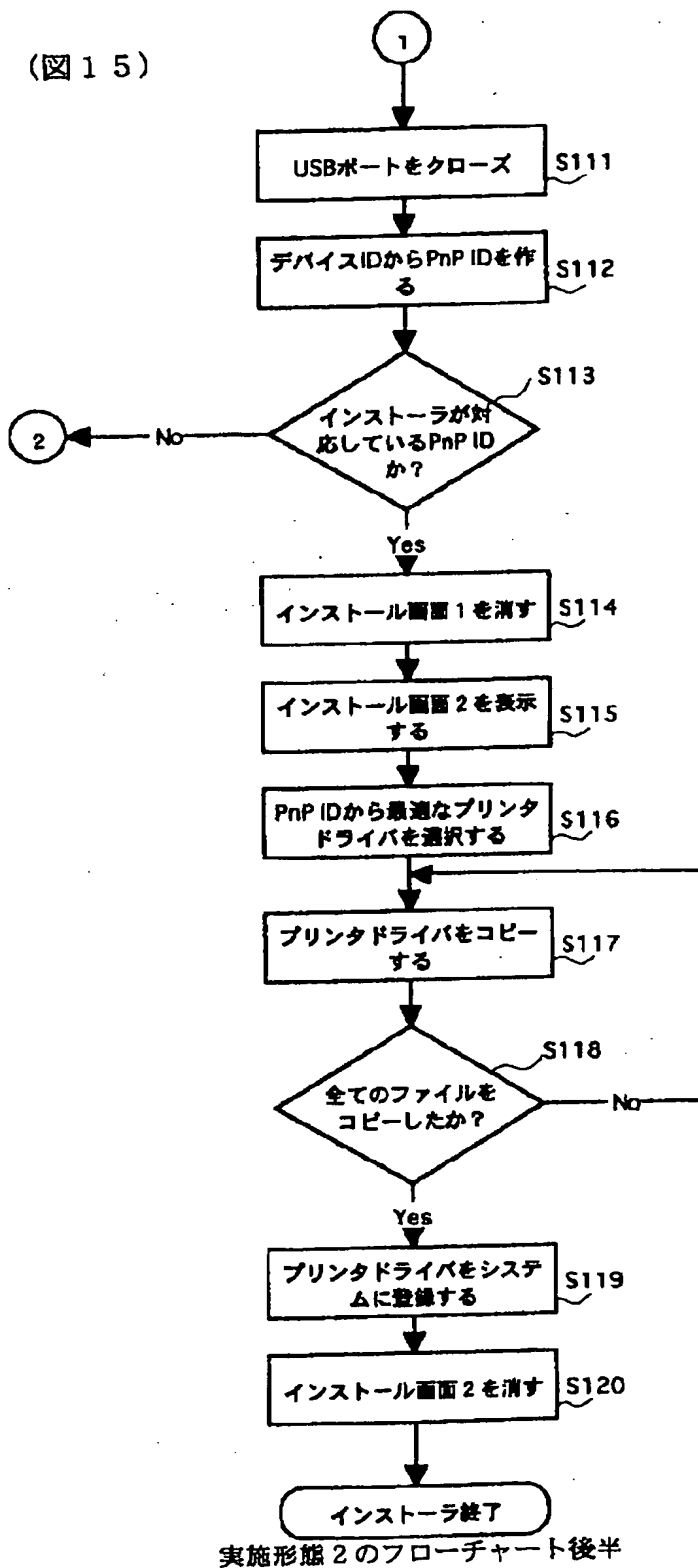 (図15)
1
USBポートをクローズ
S111
デバイスIDからPnP IDを作
る
S112
S113
インストーラが対
応しているPnP ID
か?
2
No
Yes
インストール画面1を消す
S114
インストール画面2を表示
する
S115
PnP IDから最適なプリンタ
ドライバを選択する
S116
プリンタドライバをコピー
する
S117
S118
全てのファイルを
コピーしたか?
No
Yes
プリンタドライバをシステ
ムに登録する
S119
インストール画面2を消す
S120
インストーラ終了
実施形態2のフローチャート後半